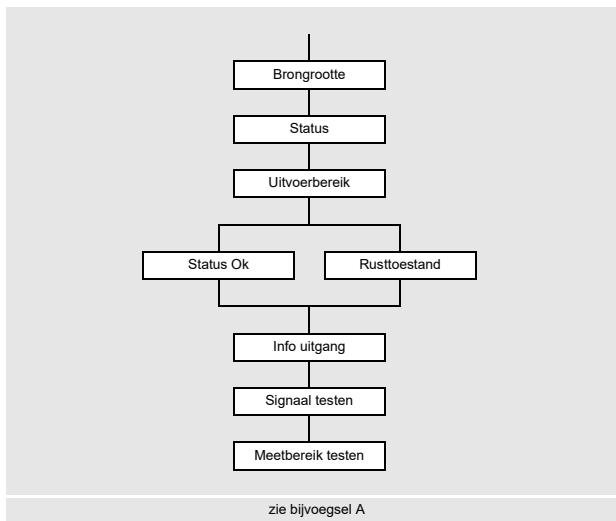 Brongrootte
Status
Uitvoerbereik
Status Ok
Rusttoestand
Info uitgang
Signaal testen
Meetbereik testen
zie bijvoegsel A